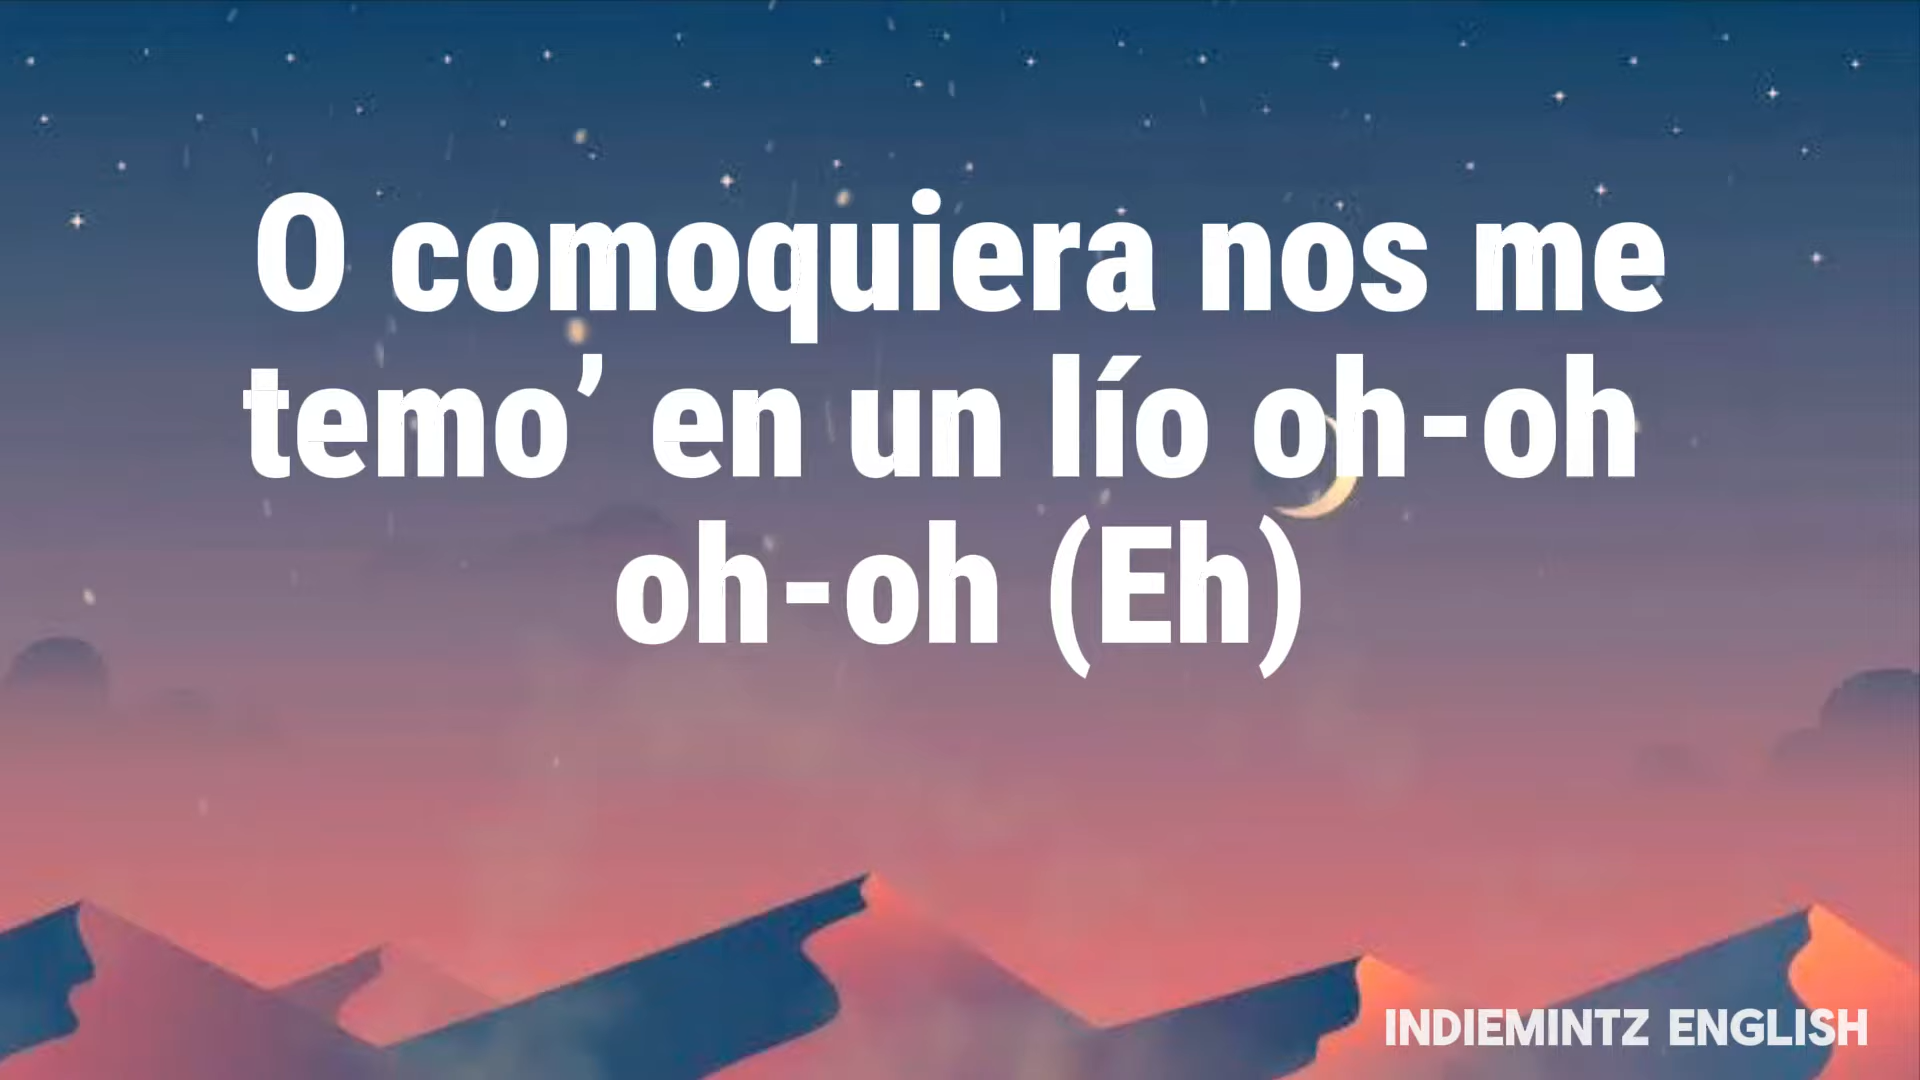 O comoquiera nos me
temo’ en un lío oh-oh
oh-oh (Eh)
INDIEMINTZ ENGLISH